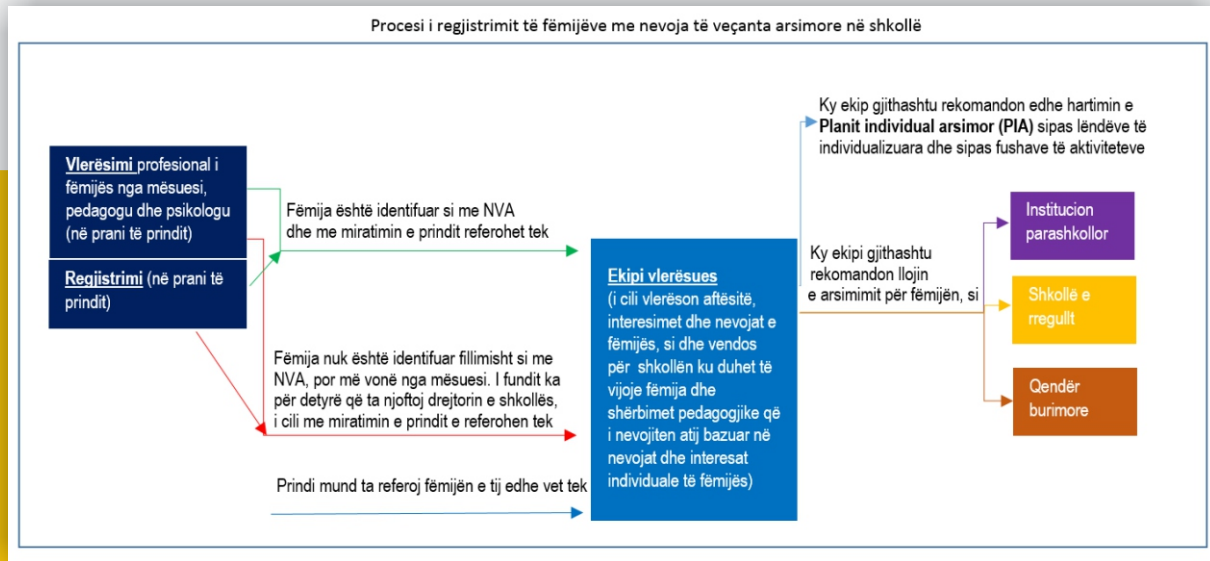 Procesi i regjistrimit të fëmijëve me nevoja të veçanta arsimore në shkollë
Vlerësimi profesional i
fëmijës nga mësuesi,
pedagogu dhe psikologu
(në prani të prindit)
Regjistrimi (në prani të
prindit)
Fëmija është identifuar si me NVA
dhe me miratimin e prindit referohet tek
Fëmija nuk është identifuar fillimisht si me
NVA, por më vonë nga mësuesi. I fundit ka
për detyrë që ta njoftoj drejtorin e shkollës,
i cili me miratimin e prindit e referohen tek
Prindi mund ta referoj fëmijën e tij edhe vet tek
Ekipi vlerësues
(i cili vlerëson aftësitë,
interesimet dhe nevojat e
fëmijës, si dhe vendos
për shkollën ku duhet të
vijoje fëmija dhe
shërbimet pedagogjike që
i nevojiten atij bazuar në
nevojat dhe interesat
individuale të fëmijës)
Ky ekip gjithashtu rekomandon edhe hartimin e
Planit individual arsimor (PIA) sipas lëndëve të
individualizuara dhe sipas fushave të aktiviteteve
Ky ekipi gjithashtu
rekomandon llojin
e arsimimit për fëmijën, si
Institucion
parashkollor
Shkollë e
rregullt
Qendër
burimore